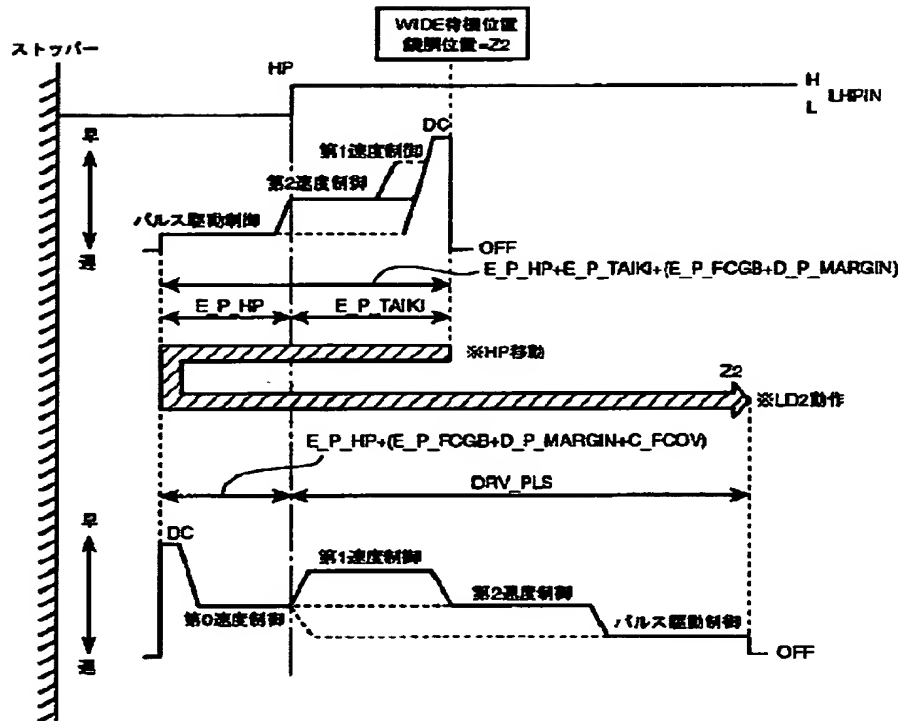 WIDE待機位置
鏡胴位置=Z2
ストッパー
HP
H
L
LHPIN
DC
早
第1速度制御
第2速度制御
パルス駆動制御
遅
OFF
E_P_HP+E_P_TAIKI+(E_P_FCGB+D_P_MARGIN)
E_P_HP
E_P_TAIKI
※HP移動
Z2
※LD2動作
E_P_HP+(E_P_FCGB+D_P_MARGIN+C_FCOV)
DRV_PLS
早
DC
第1速度制御
第0速度制御
第2速度制御
パルス駆動制御
遅
OFF